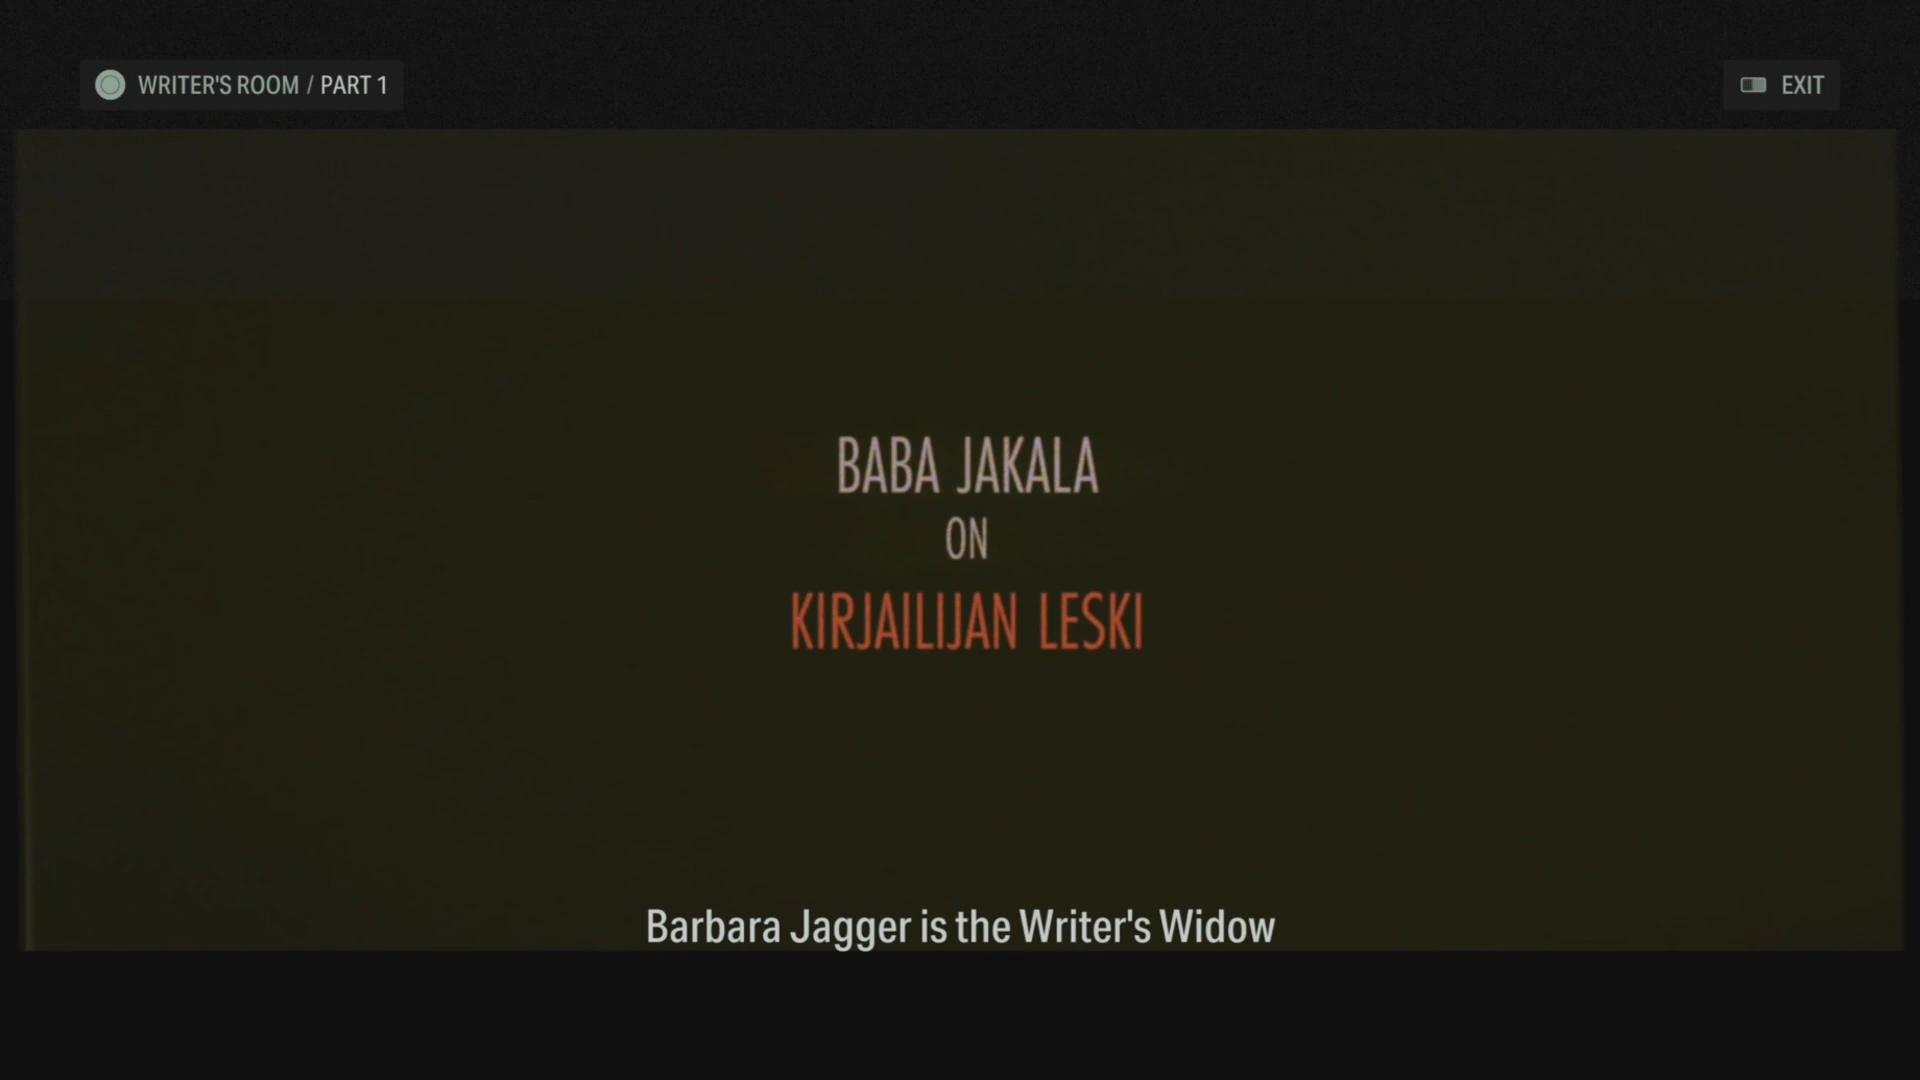 WRITER'S ROOM / PART 1
EXIT
BABA JAKALA
ON
KIRJAILIJAN LESKI
Barbara Jagger is the Writer's Widow